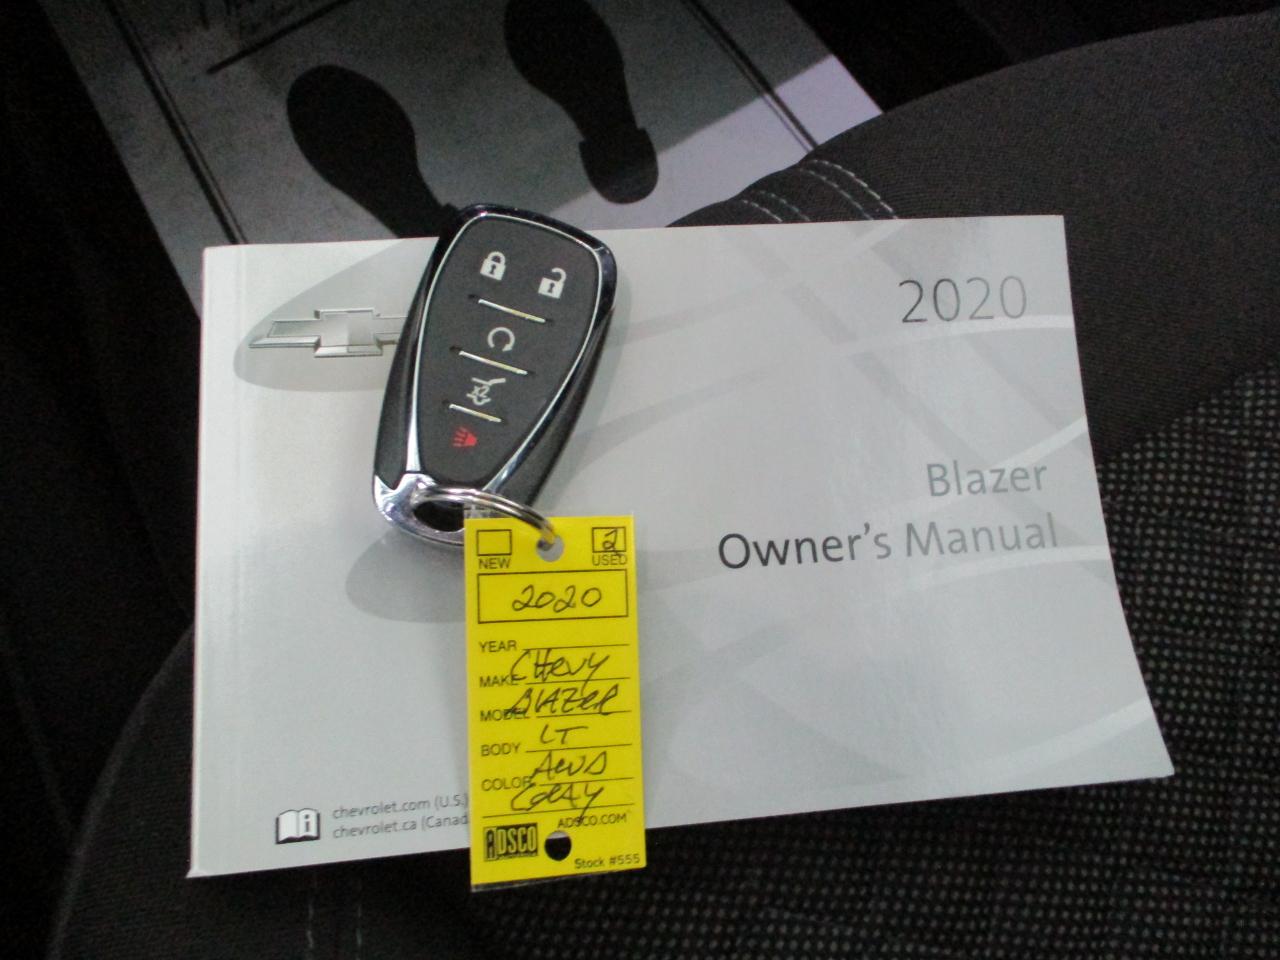 2020
Blazer
Owner's Manual
NEW
2
USED
2020
YEAR
MAKE Chevy
MODEL BLAZER
BODY LT
COLOR AWD
Gray
ADSCO
ADSCO.COM
Stock #555
chevrolet.com (U.S.)
chevrolet.ca (Canad